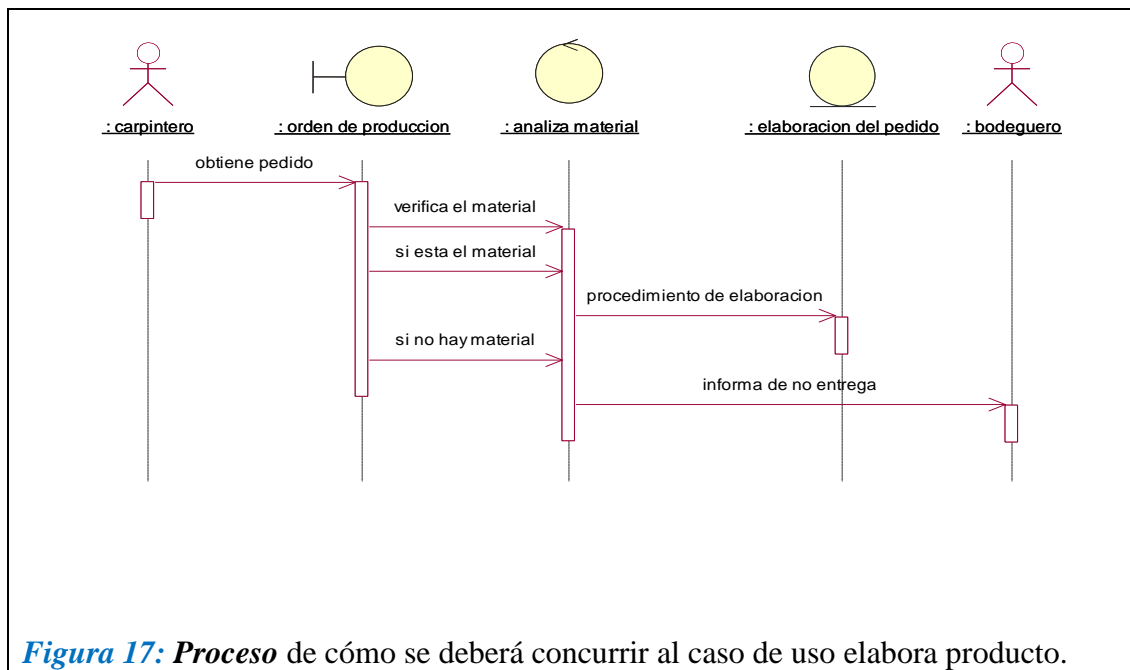 : carpintero
: orden de produccion
: analiza material
: elaboracion del pedido
: bodeguero
obtiene pedido
verifica el material
si esta el material
procedimiento de elaboracion
si no hay material
informa de no entrega
Figura 17: Proceso de cómo se deberá concurrir al caso de uso elabora producto.